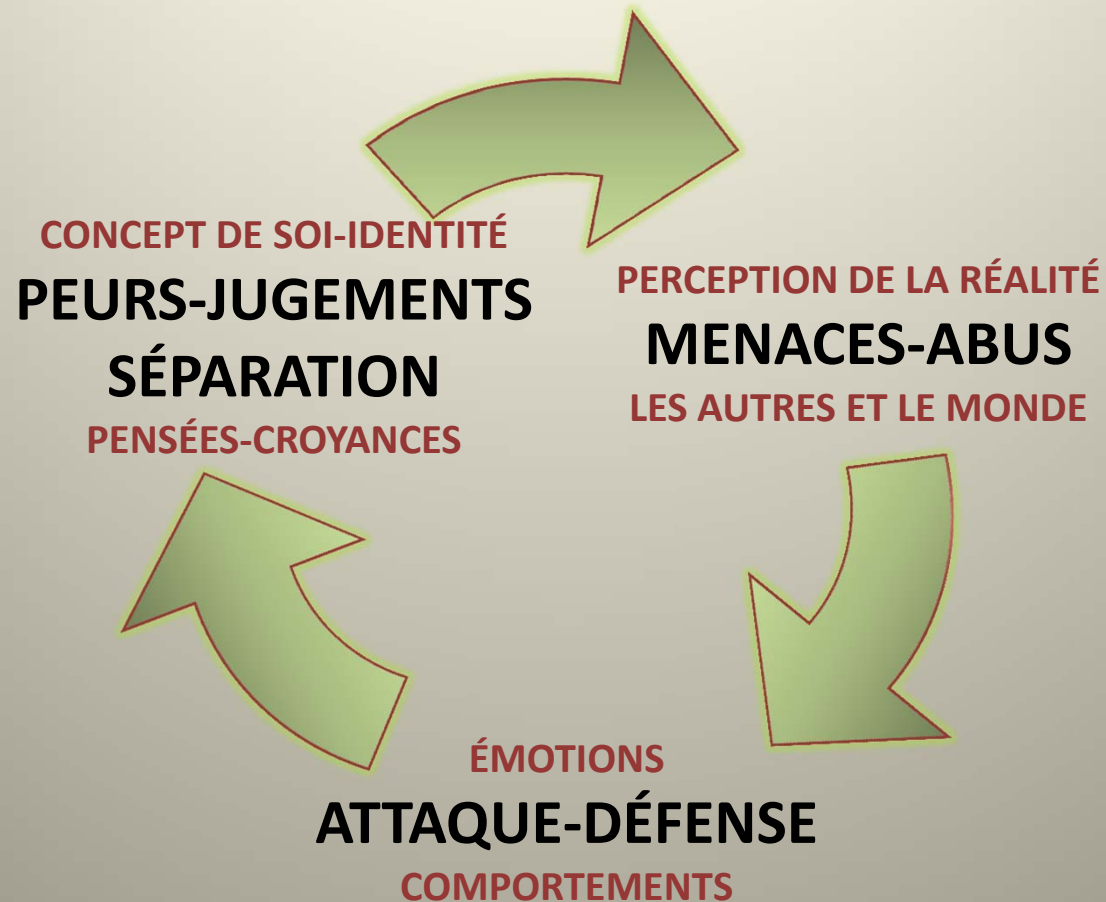 CONCEPT DE SOI-IDENTITÉ
PEURS-JUGEMENTS
SÉPARATION
PENSÉES-CROYANCES
PERCEPTION DE LA RÉALITÉ
MENACES-ABUS
LES AUTRES ET LE MONDE
ÉMOTIONS
ATTAQUE-DÉFENSE
COMPORTEMENTS